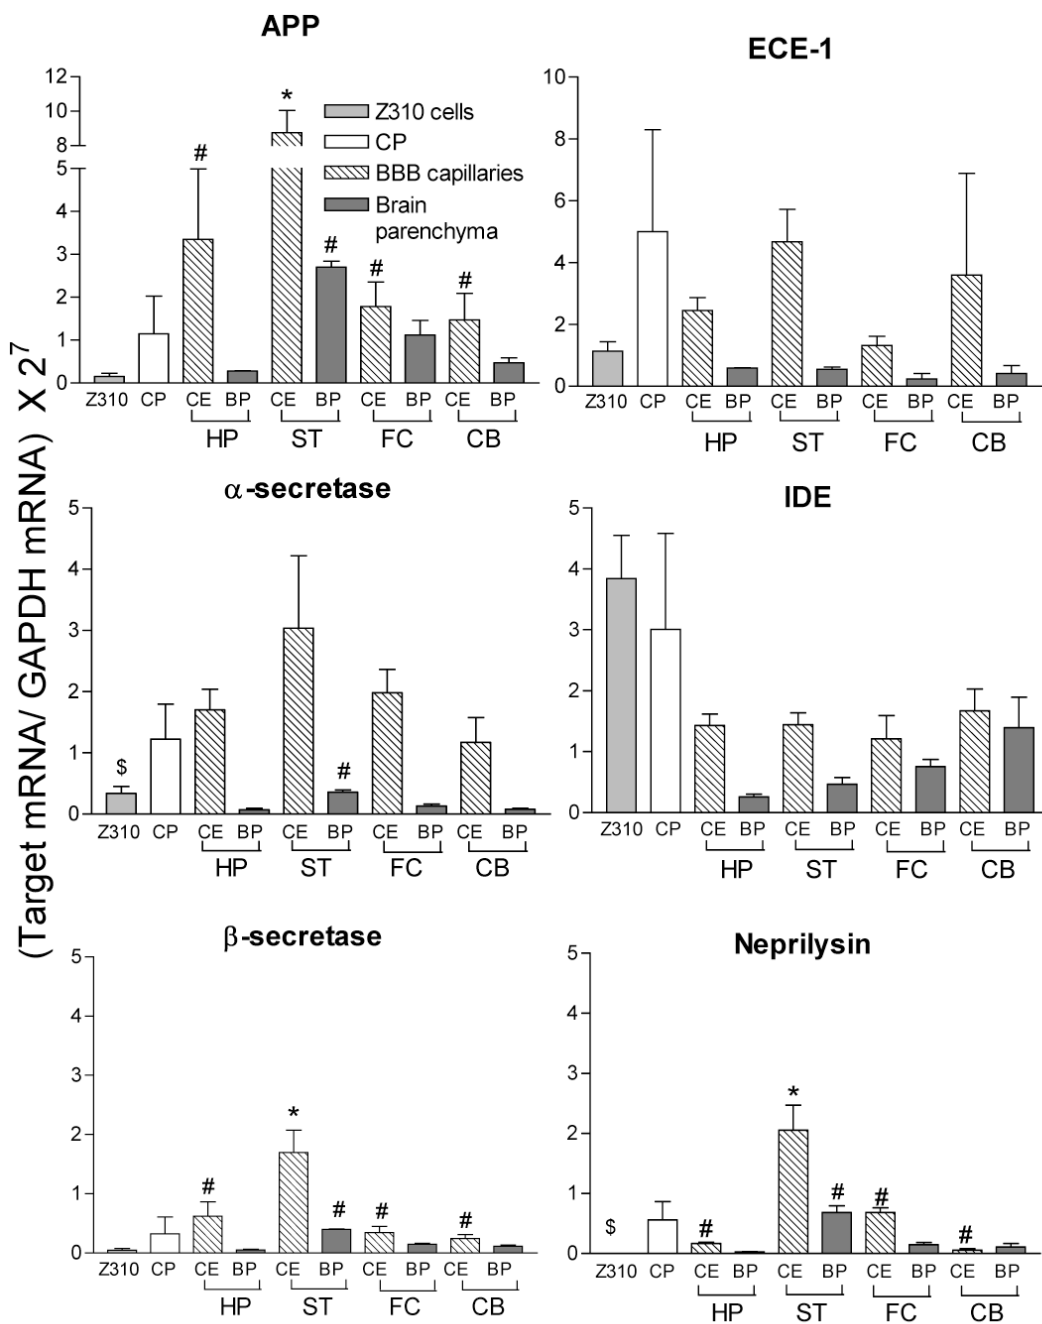 (Target mRNA/ GAPDH mRNA) X 2^7
APP
12
10
8
5
4
3
2
1
0
# * # # #
Z310 cells
CP
BBB capillaries
Brain
parenchyma
Z310 CP CE BP CE BP CE BP CE BP
HP ST FC CB
ECE-1
10
8
6
4
2
0
Z310 CP CE BP CE BP CE BP CE BP
HP ST FC CB
α-secretase
5
4
3
2
1
0
$ #
Z310 CP CE BP CE BP CE BP CE BP
HP ST FC CB
IDE
5
4
3
2
1
0
Z310 CP CE BP CE BP CE BP CE BP
HP ST FC CB
β-secretase
5
4
3
2
1
0
# * # # #
Z310 CP CE BP CE BP CE BP CE BP
HP ST FC CB
Neprilysin
5
4
3
2
1
0
$ # * # # #
Z310 CP CE BP CE BP CE BP CE BP
HP ST FC CB